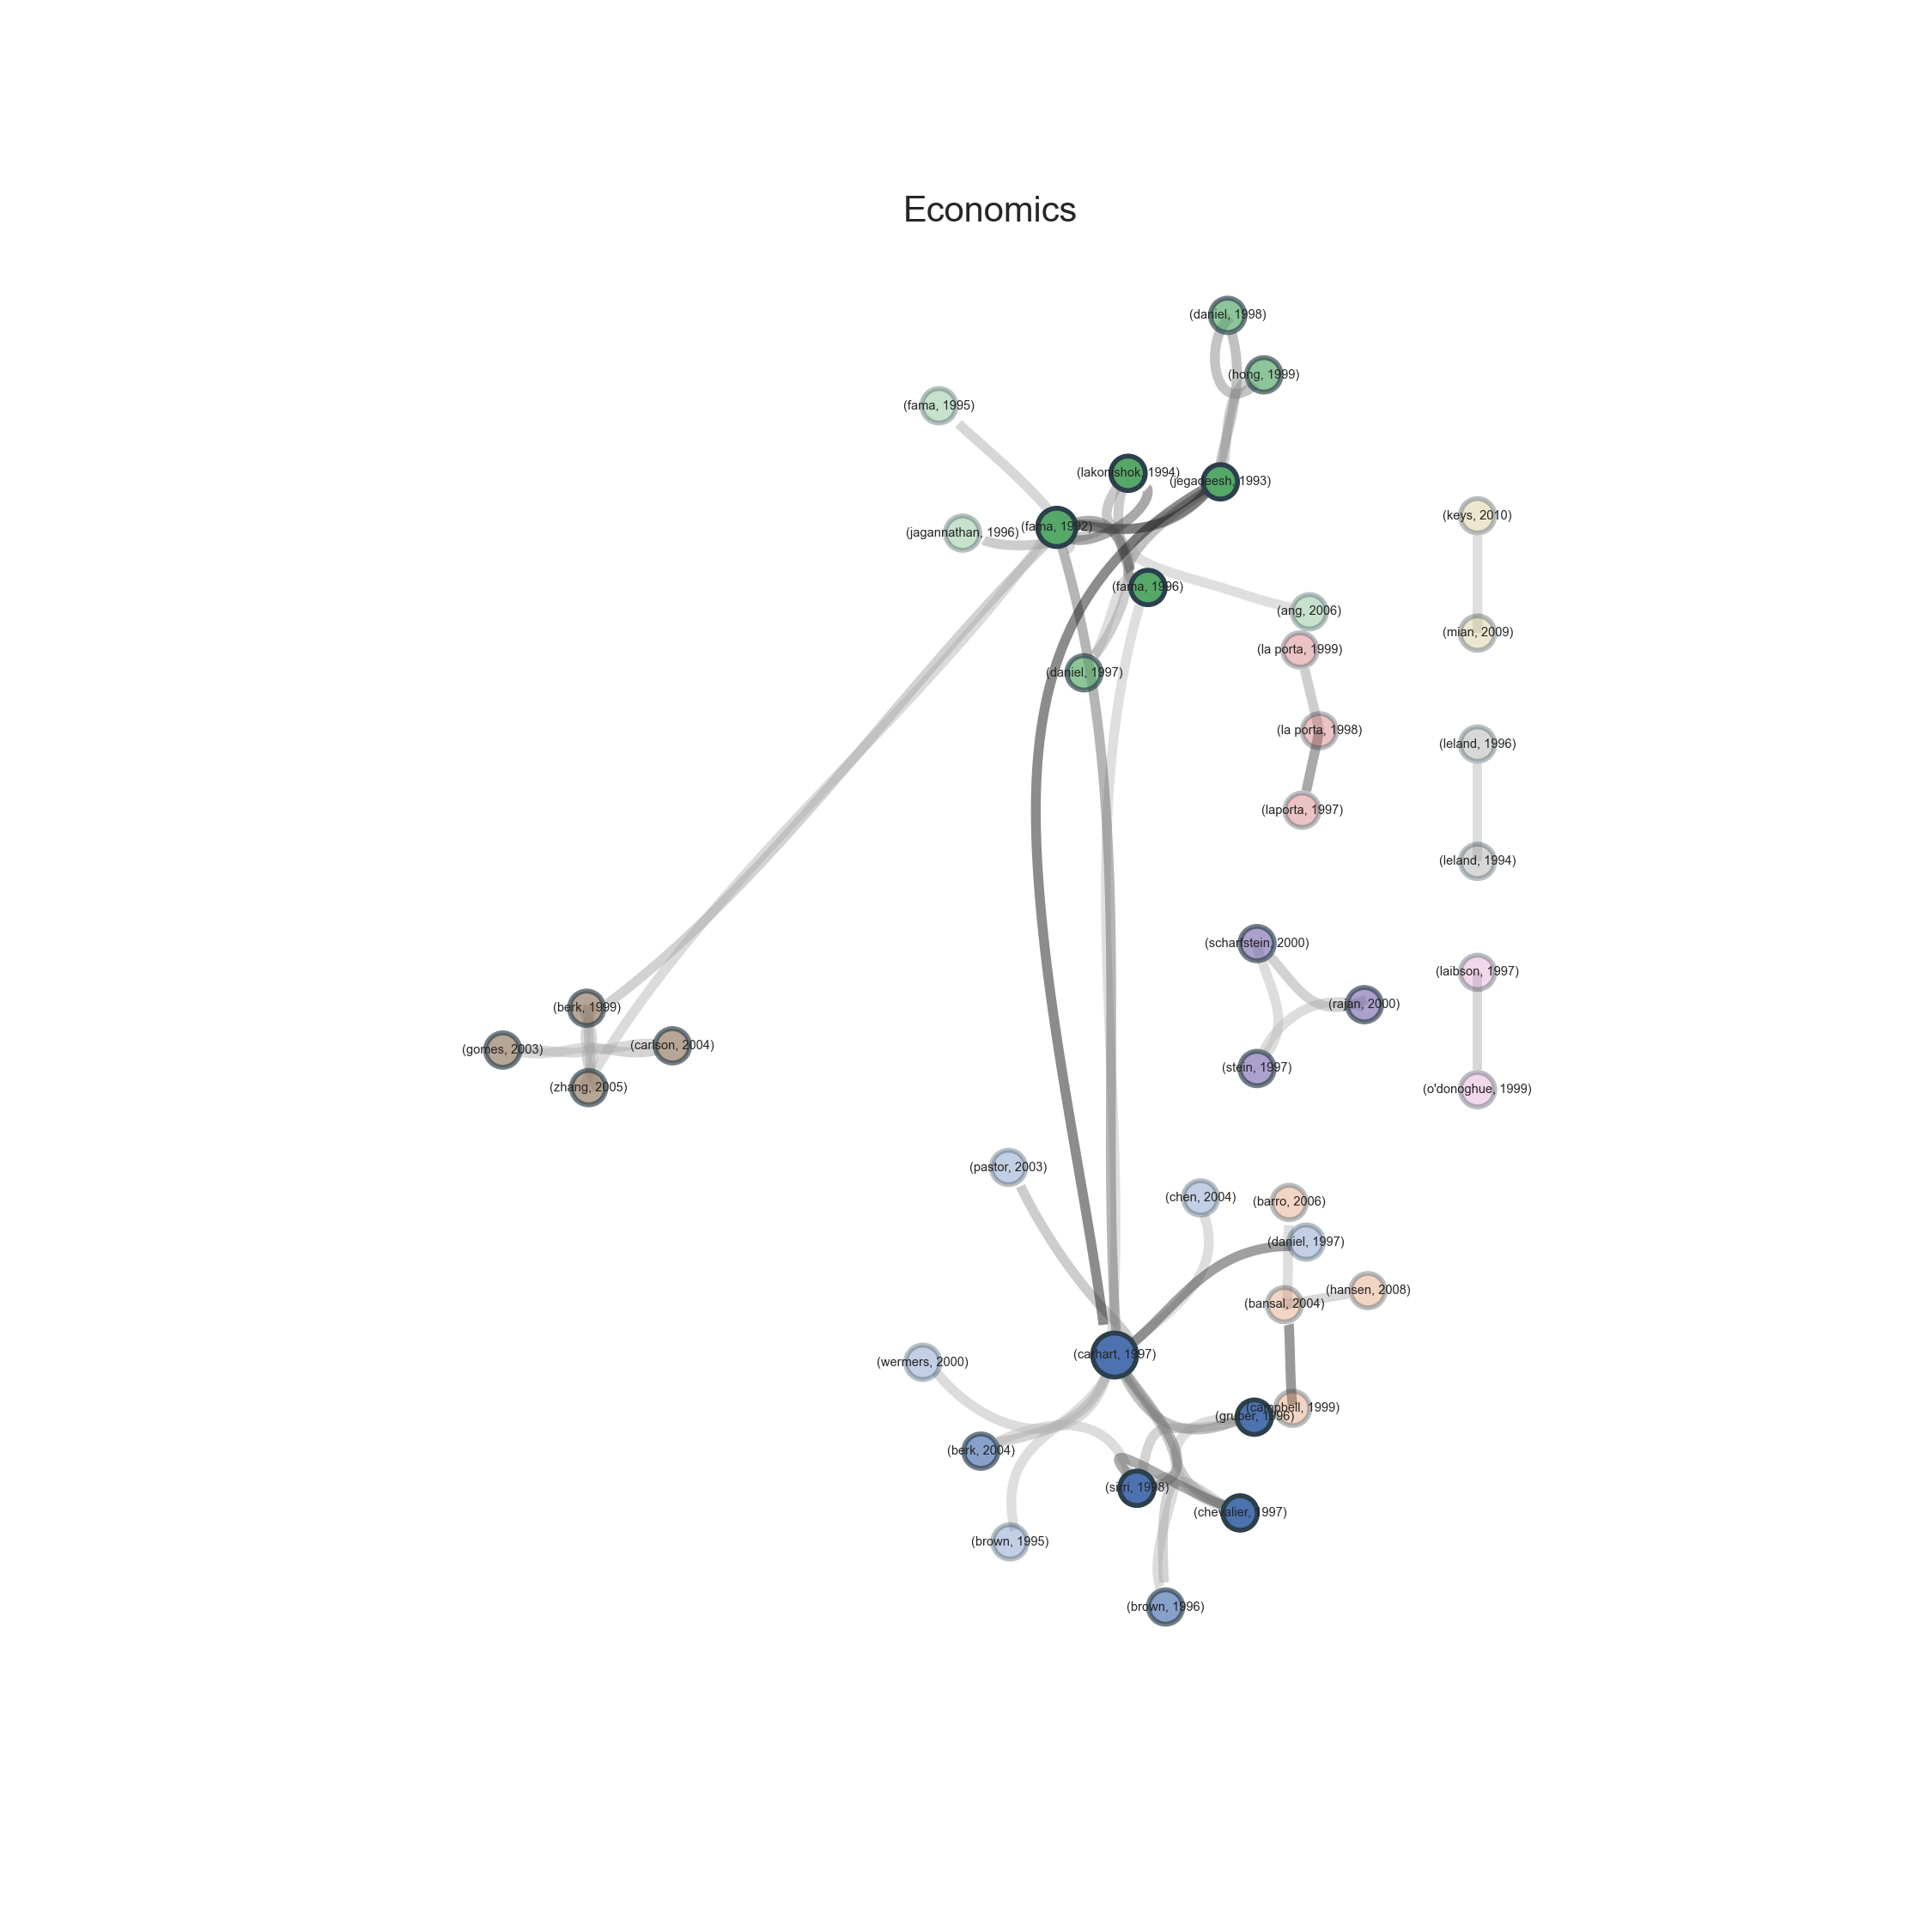 Economics
(daniel, 1998)
(hong, 1999)
(fama, 1995)
(lakonishok, 1994)
(jegadeesh, 1993)
(keys, 2010)
(fama, 1992)
(jagannathan, 1996)
(fama, 1996)
(ang, 2006)
(mian, 2009)
(la porta, 1999)
(daniel, 1997)
(la porta, 1998)
(leland, 1996)
(laporta, 1997)
(leland, 1994)
(scharfstein, 2000)
(laibson, 1997)
(rajan, 2000)
(berk, 1999)
(carlson, 2004)
(gomes, 2003)
(stein, 1997)
(zhang, 2005)
(o'donoghue, 1999)
(pastor, 2003)
(chen, 2004)
(barro, 2006)
(daniel, 1997)
(hansen, 2008)
(bansal, 2004)
(carhart, 1997)
(wermers, 2000)
(campbell, 1999)
(gruber, 1996)
(berk, 2004)
(sirri, 1998)
(chevalier, 1997)
(brown, 1995)
(brown, 1996)